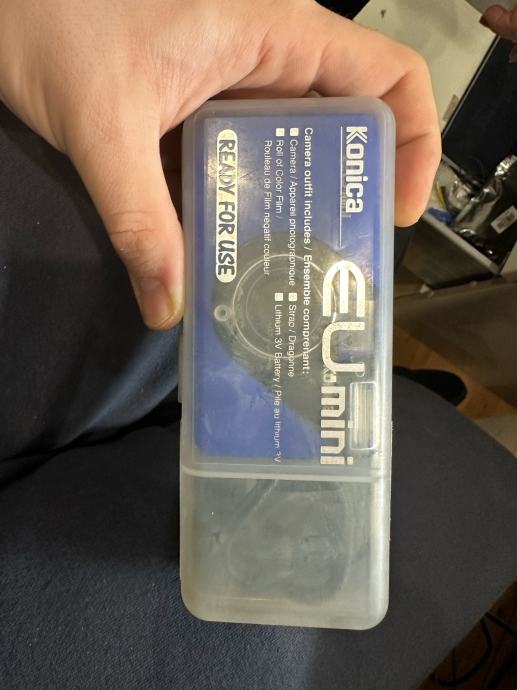 Konica
EU mini
Camera outfit includes / Ensemble comprenant:
Camera / Appareil photographique
Strap / Dragonne
Roll of Color Film /
Rouleau de Film négatif couleur
Lithium 3V Battery / Pile au lithium 3V
READY FOR USE